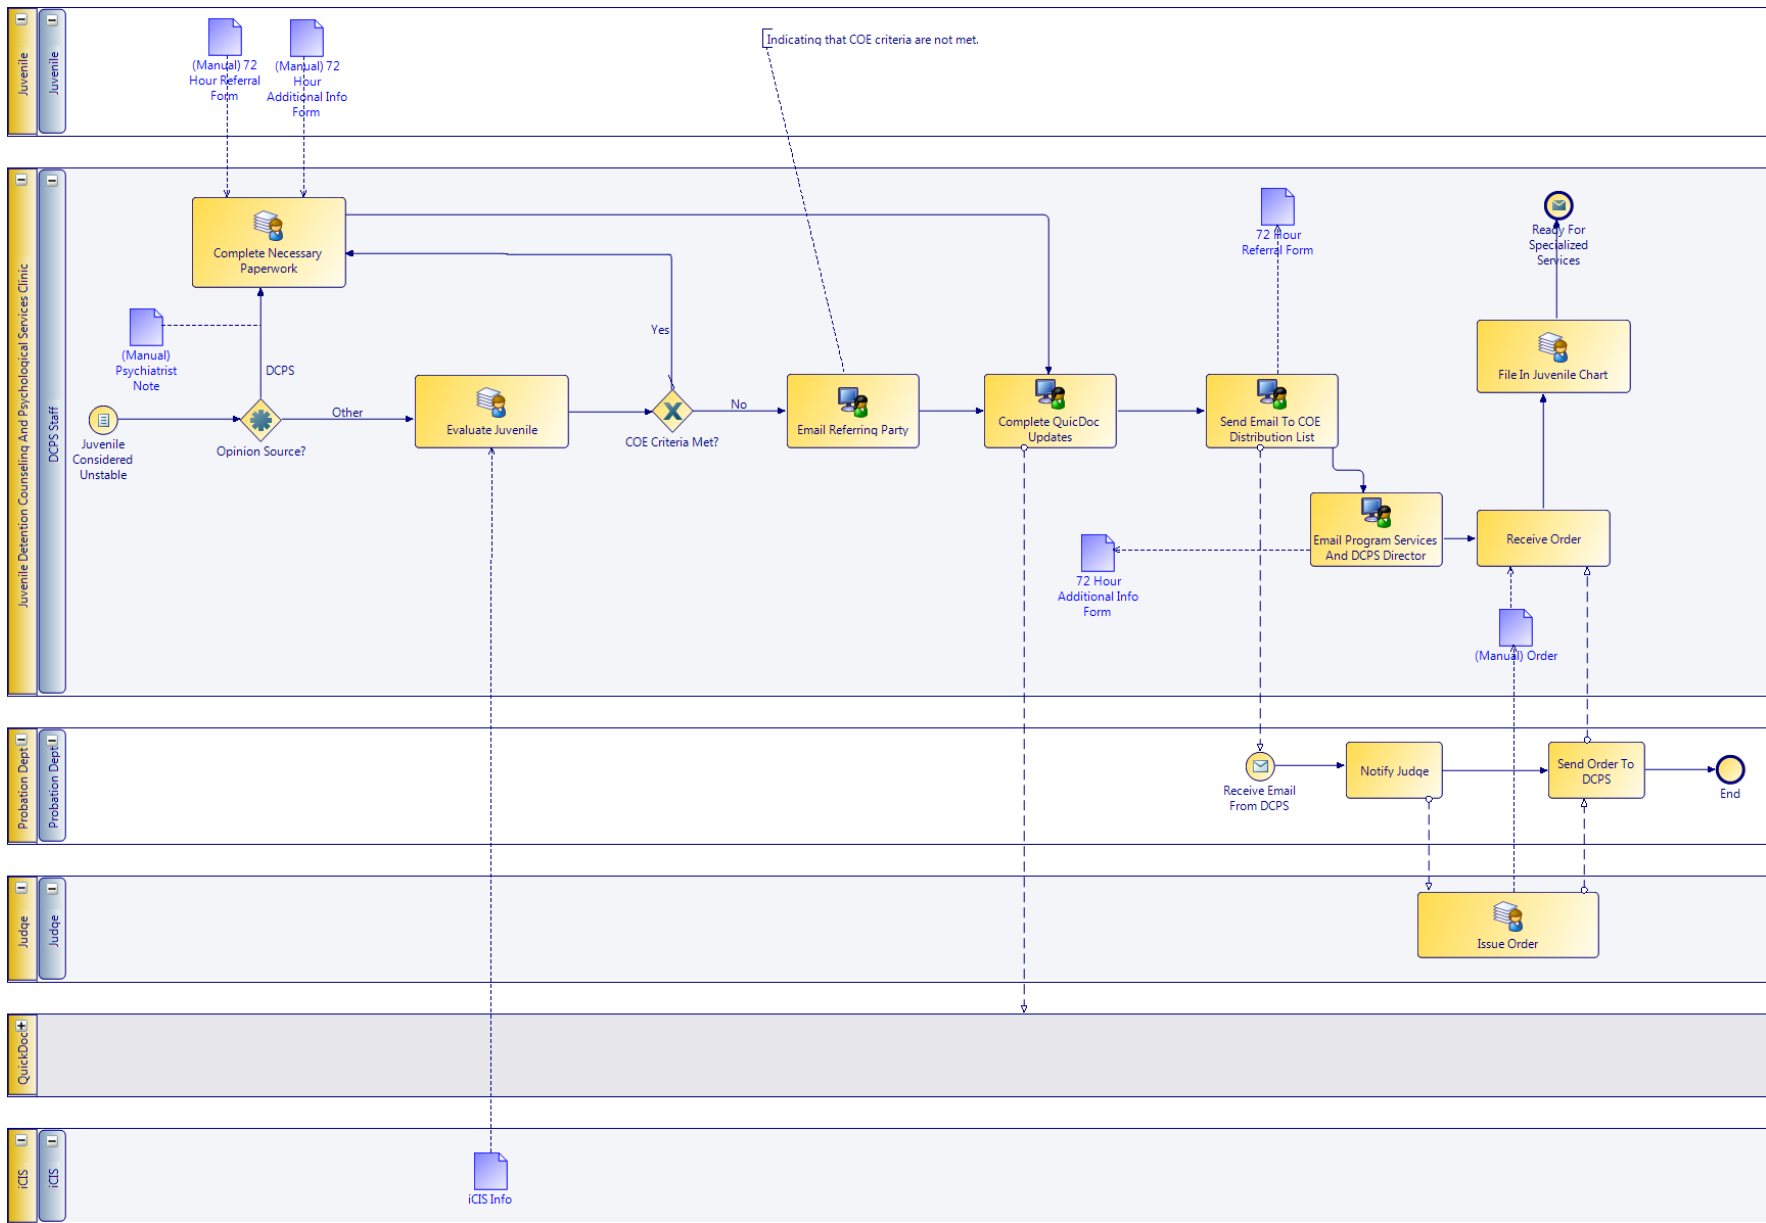 Juvenile
Juvenile
(Manual) 72
Hour Referral
Form
(Manual) 72
Hour
Additional Info
Form
Indicating that COE criteria are not met.
Juvenile Detention Counseling And Psychological Services Clinic
DCPS Staff
Complete Necessary
Paperwork
(Manual)
Psychiatrist
Note
DCPS
Juvenile
Considered
Unstable
Opinion Source?
Other
Evaluate Juvenile
Yes
COE Criteria Met?
No
Email Referring Party
Complete QuicDoc
Updates
72 Hour
Referral Form
Send Email To COE
Distribution List
Email Program Services
And DCPS Director
72 Hour
Additional Info
Form
Ready For
Specialized
Services
File In Juvenile Chart
Receive Order
(Manual) Order
Probation Dept
Probation Dept
Receive Email
From DCPS
Notify Judge
Send Order To
DCPS
End
Judge
Judge
Issue Order
QuickDoc
iCIS
iCIS
iCIS Info